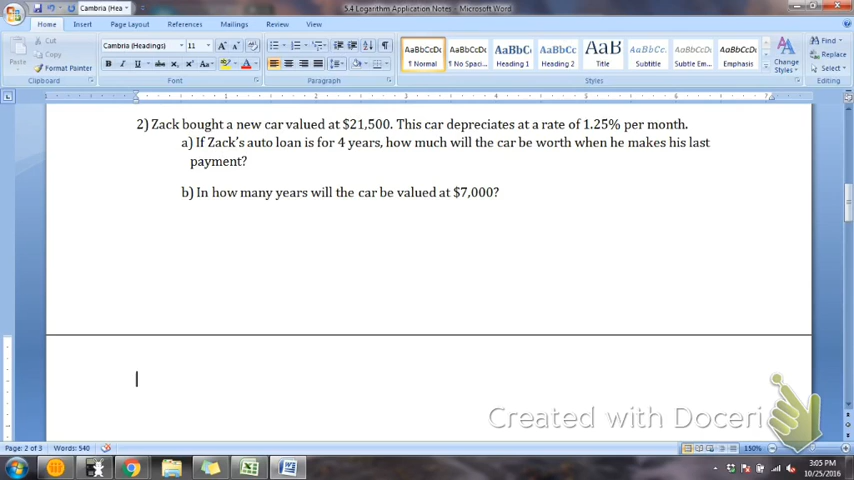 5.4 Logarithm Application Notes - Microsoft Word
Cambria (Hea
Home Insert Page Layout References Mailings Review View
Cut
Copy
Format Painter
Paste
Clipboard
Cambria (Headings) 11
Font
Paragraph
AaBbCcDc AaBbCcDc AaBbC AaBbCc AaB AaBbCc. AaBbCcDc AaBbCcDc
¶ Normal ¶ No Spaci... Heading 1 Heading 2 Title Subtitle Subtle Em... Emphasis
Change Styles
Styles
Find
Replace
Select
Editing
2) Zack bought a new car valued at $21,500. This car depreciates at a rate of 1.25% per month.
a) If Zack's auto loan is for 4 years, how much will the car be worth when he makes his last
payment?
b) In how many years will the car be valued at $7,000?
Created with Doceri
Page: 2 of 3 Words: 540
150%
3:05 PM
10/25/2016